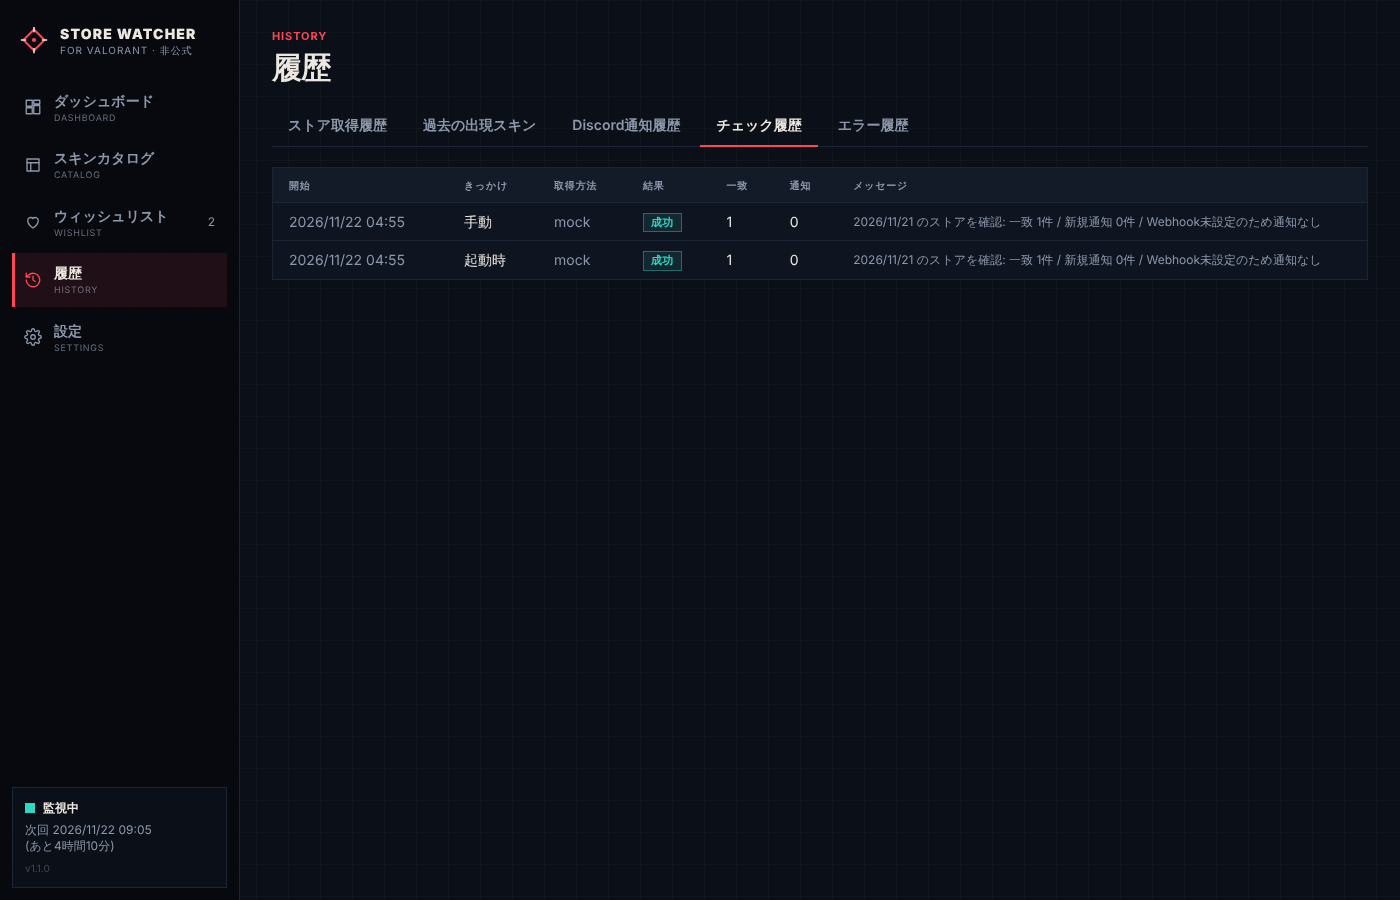 STORE WATCHER
FOR VALORANT · 非公式
ダッシュボード
DASHBOARD
スキンカタログ
CATALOG
ウィッシュリスト 2
WISHLIST
履歴
HISTORY
設定
SETTINGS
監視中
次回 2026/11/22 09:05
(あと4時間10分)
v1.1.0
HISTORY
履歴
ストア取得履歴 過去の出現スキン Discord通知履歴 チェック履歴 エラー履歴
開始 きっかけ 取得方法 結果 一致 通知 メッセージ
2026/11/22 04:55 手動 mock 成功 1 0 2026/11/21 のストアを確認: 一致 1件 / 新規通知 0件 / Webhook未設定のため通知なし
2026/11/22 04:55 起動時 mock 成功 1 0 2026/11/21 のストアを確認: 一致 1件 / 新規通知 0件 / Webhook未設定のため通知なし